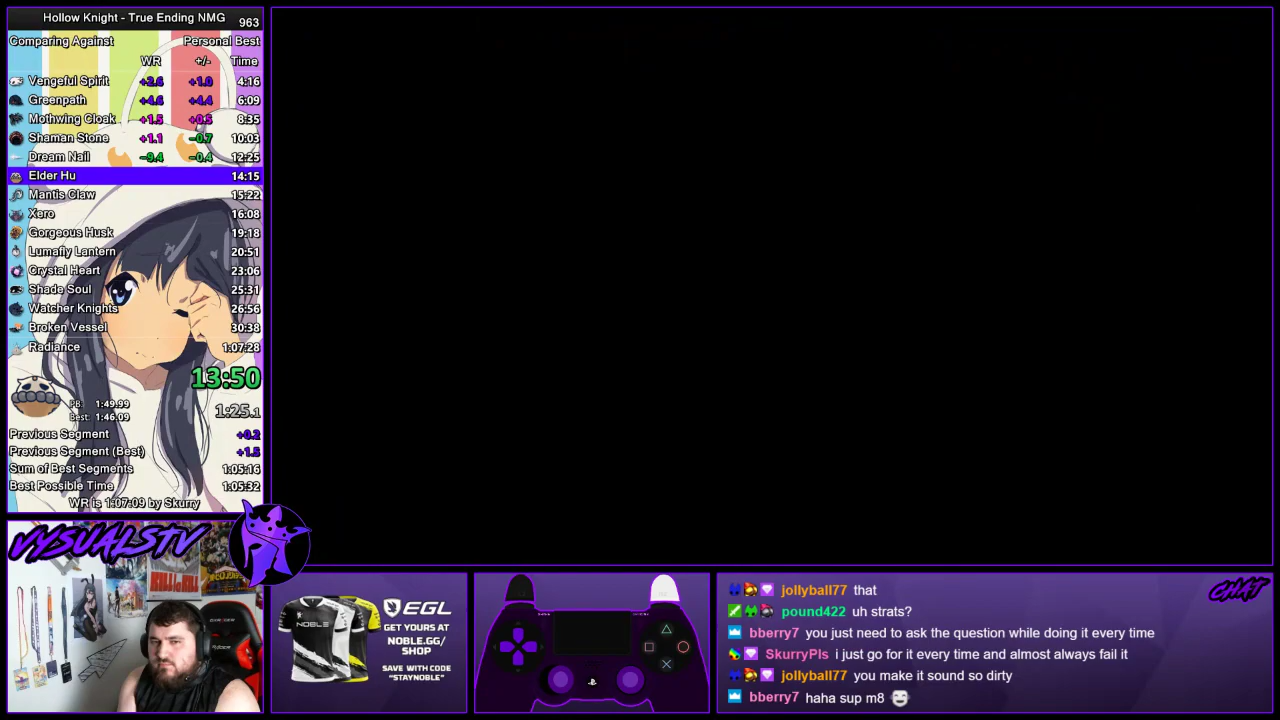 Hollow Knight - True Ending NMG 963
Comparing Against Personal Best
WR +/- Time
Vengeful Spirit +2.6 +1.0 4:16
Greenpath +4.6 +4.4 6:09
Mothwing Cloak +1.5 +0.5 8:35
Shaman Stone +1.1 -0.7 10:03
Dream Nail -9.4 -0.4 12:25
Elder Hu 14:15
Mantis Claw 15:22
Xero 16:08
Gorgeous Husk 19:18
Lumafly Lantern 20:51
Crystal Heart 23:06
Shade Soul 25:31
Watcher Knights 26:56
Broken Vessel 30:38
Radiance 1:07:28
13:50
PB: 1:49.99
Best: 1:46.09
1:25.1
Previous Segment +0.2
Previous Segment (Best) +1.5
Sum of Best Segments 1:05:16
Best Possible Time 1:05:32
WR is 1:07:09 by Skurry
VYSUALSTV
KILL la KILL
NOBLE
EGL
GET YOURS AT
NOBLE.GG/
SHOP
SAVE WITH CODE
"STAYNOBLE"
CHAT
jollyball77 that
pound422 uh strats?
bberry7 you just need to ask the question while doing it every time
SkurryPls i just go for it every time and almost always fail it
jollyball77 you make it sound so dirty
bberry7 haha sup m8